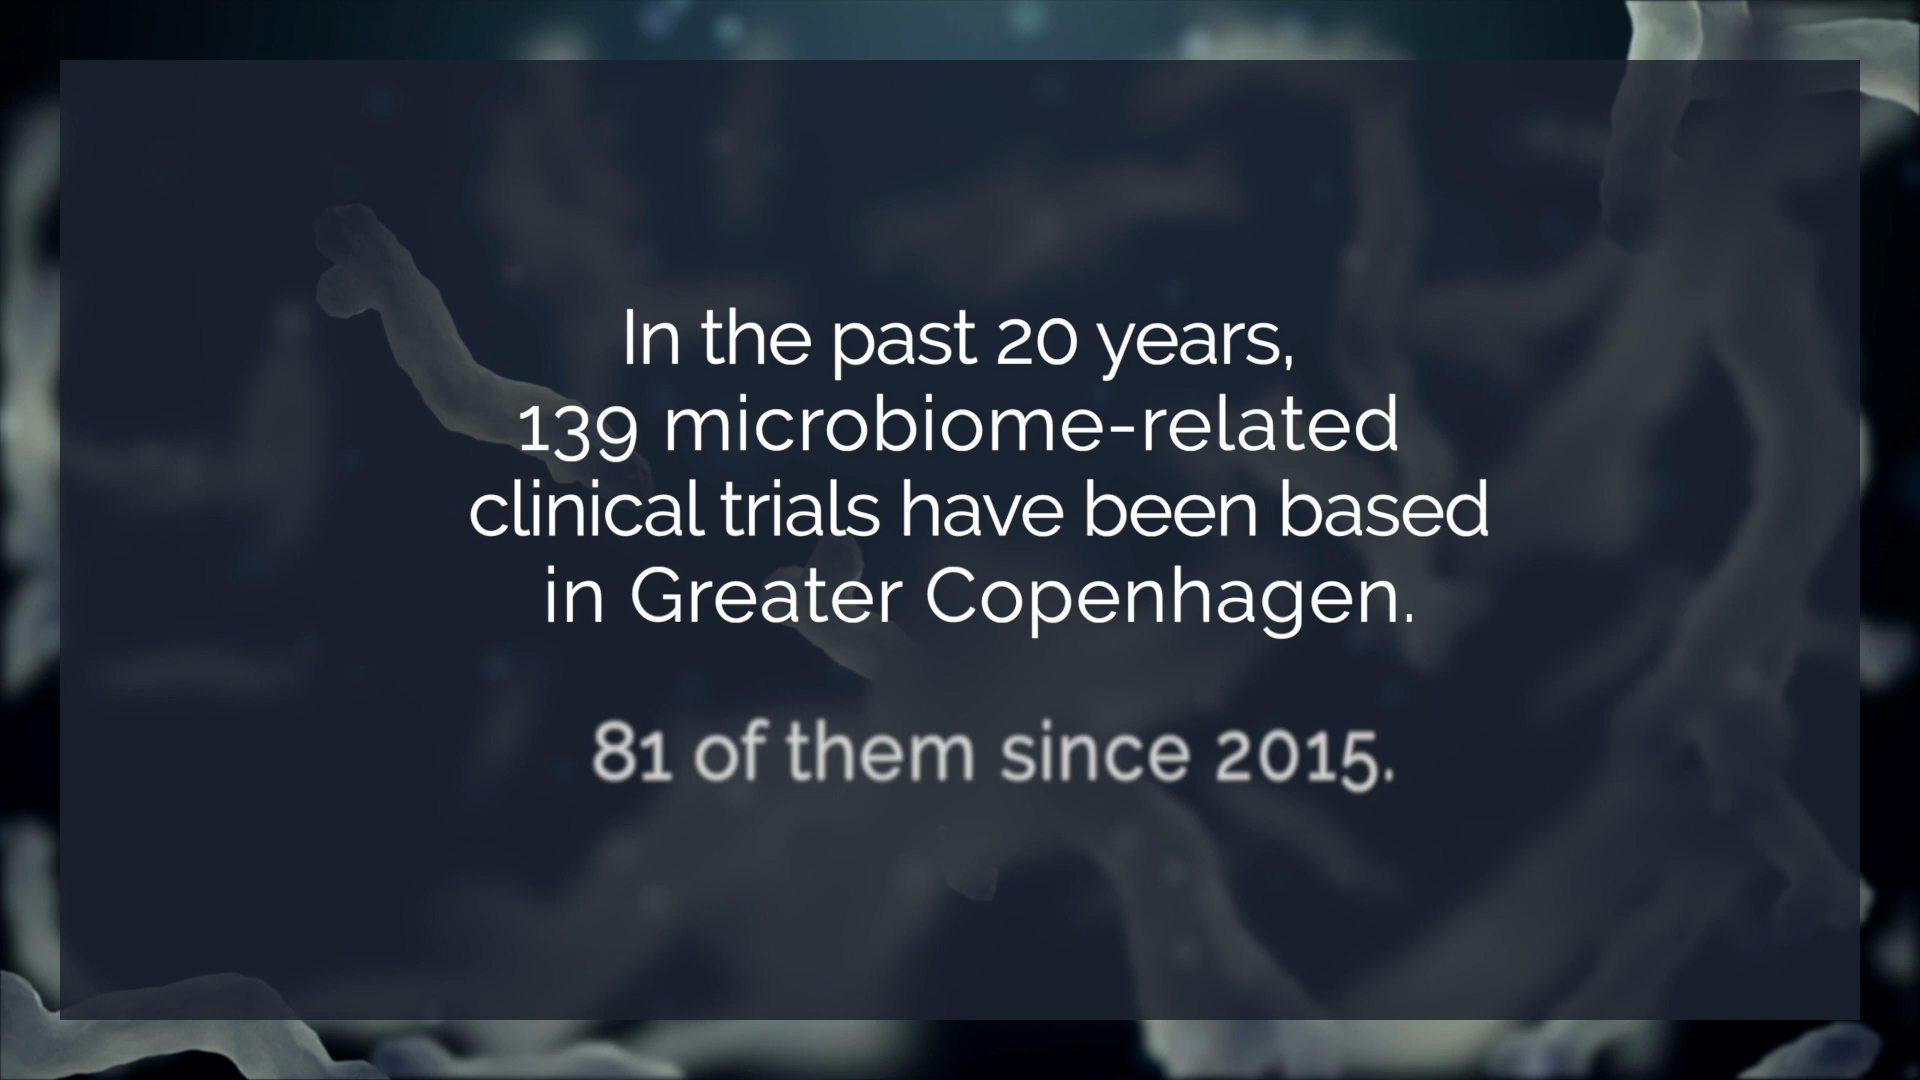 In the past 20 years,
139 microbiome-related
clinical trials have been based
in Greater Copenhagen.
81 of them since 2015.